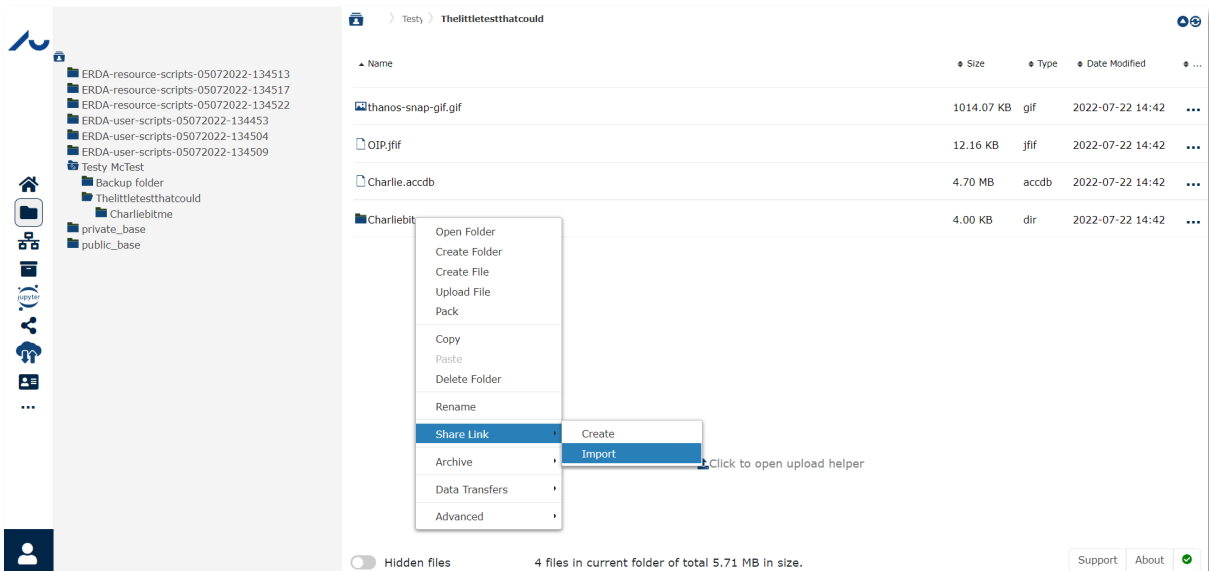 Testy
Thelittletestthatcould
ERDA-resource-scripts-05072022-134513
ERDA-resource-scripts-05072022-134517
ERDA-resource-scripts-05072022-134522
ERDA-user-scripts-05072022-134453
ERDA-user-scripts-05072022-134504
ERDA-user-scripts-05072022-134509
Testy McTest
Backup folder
Thelittletestthatcould
Charliebitme
private_base
public_base
jupyter
Name Size Type Date Modified ...
thanos-snap-gif.gif 1014.07 KB gif 2022-07-22 14:42 ...
OIP.jfif 12.16 KB jfif 2022-07-22 14:42 ...
Charlie.accdb 4.70 MB accdb 2022-07-22 14:42 ...
Charliebit 4.00 KB dir 2022-07-22 14:42 ...
Open Folder
Create Folder
Create File
Upload File
Pack
Copy
Paste
Delete Folder
Rename
Share Link
Create
Import
Archive
Data Transfers
Advanced
Click to open upload helper
Hidden files
4 files in current folder of total 5.71 MB in size.
Support About